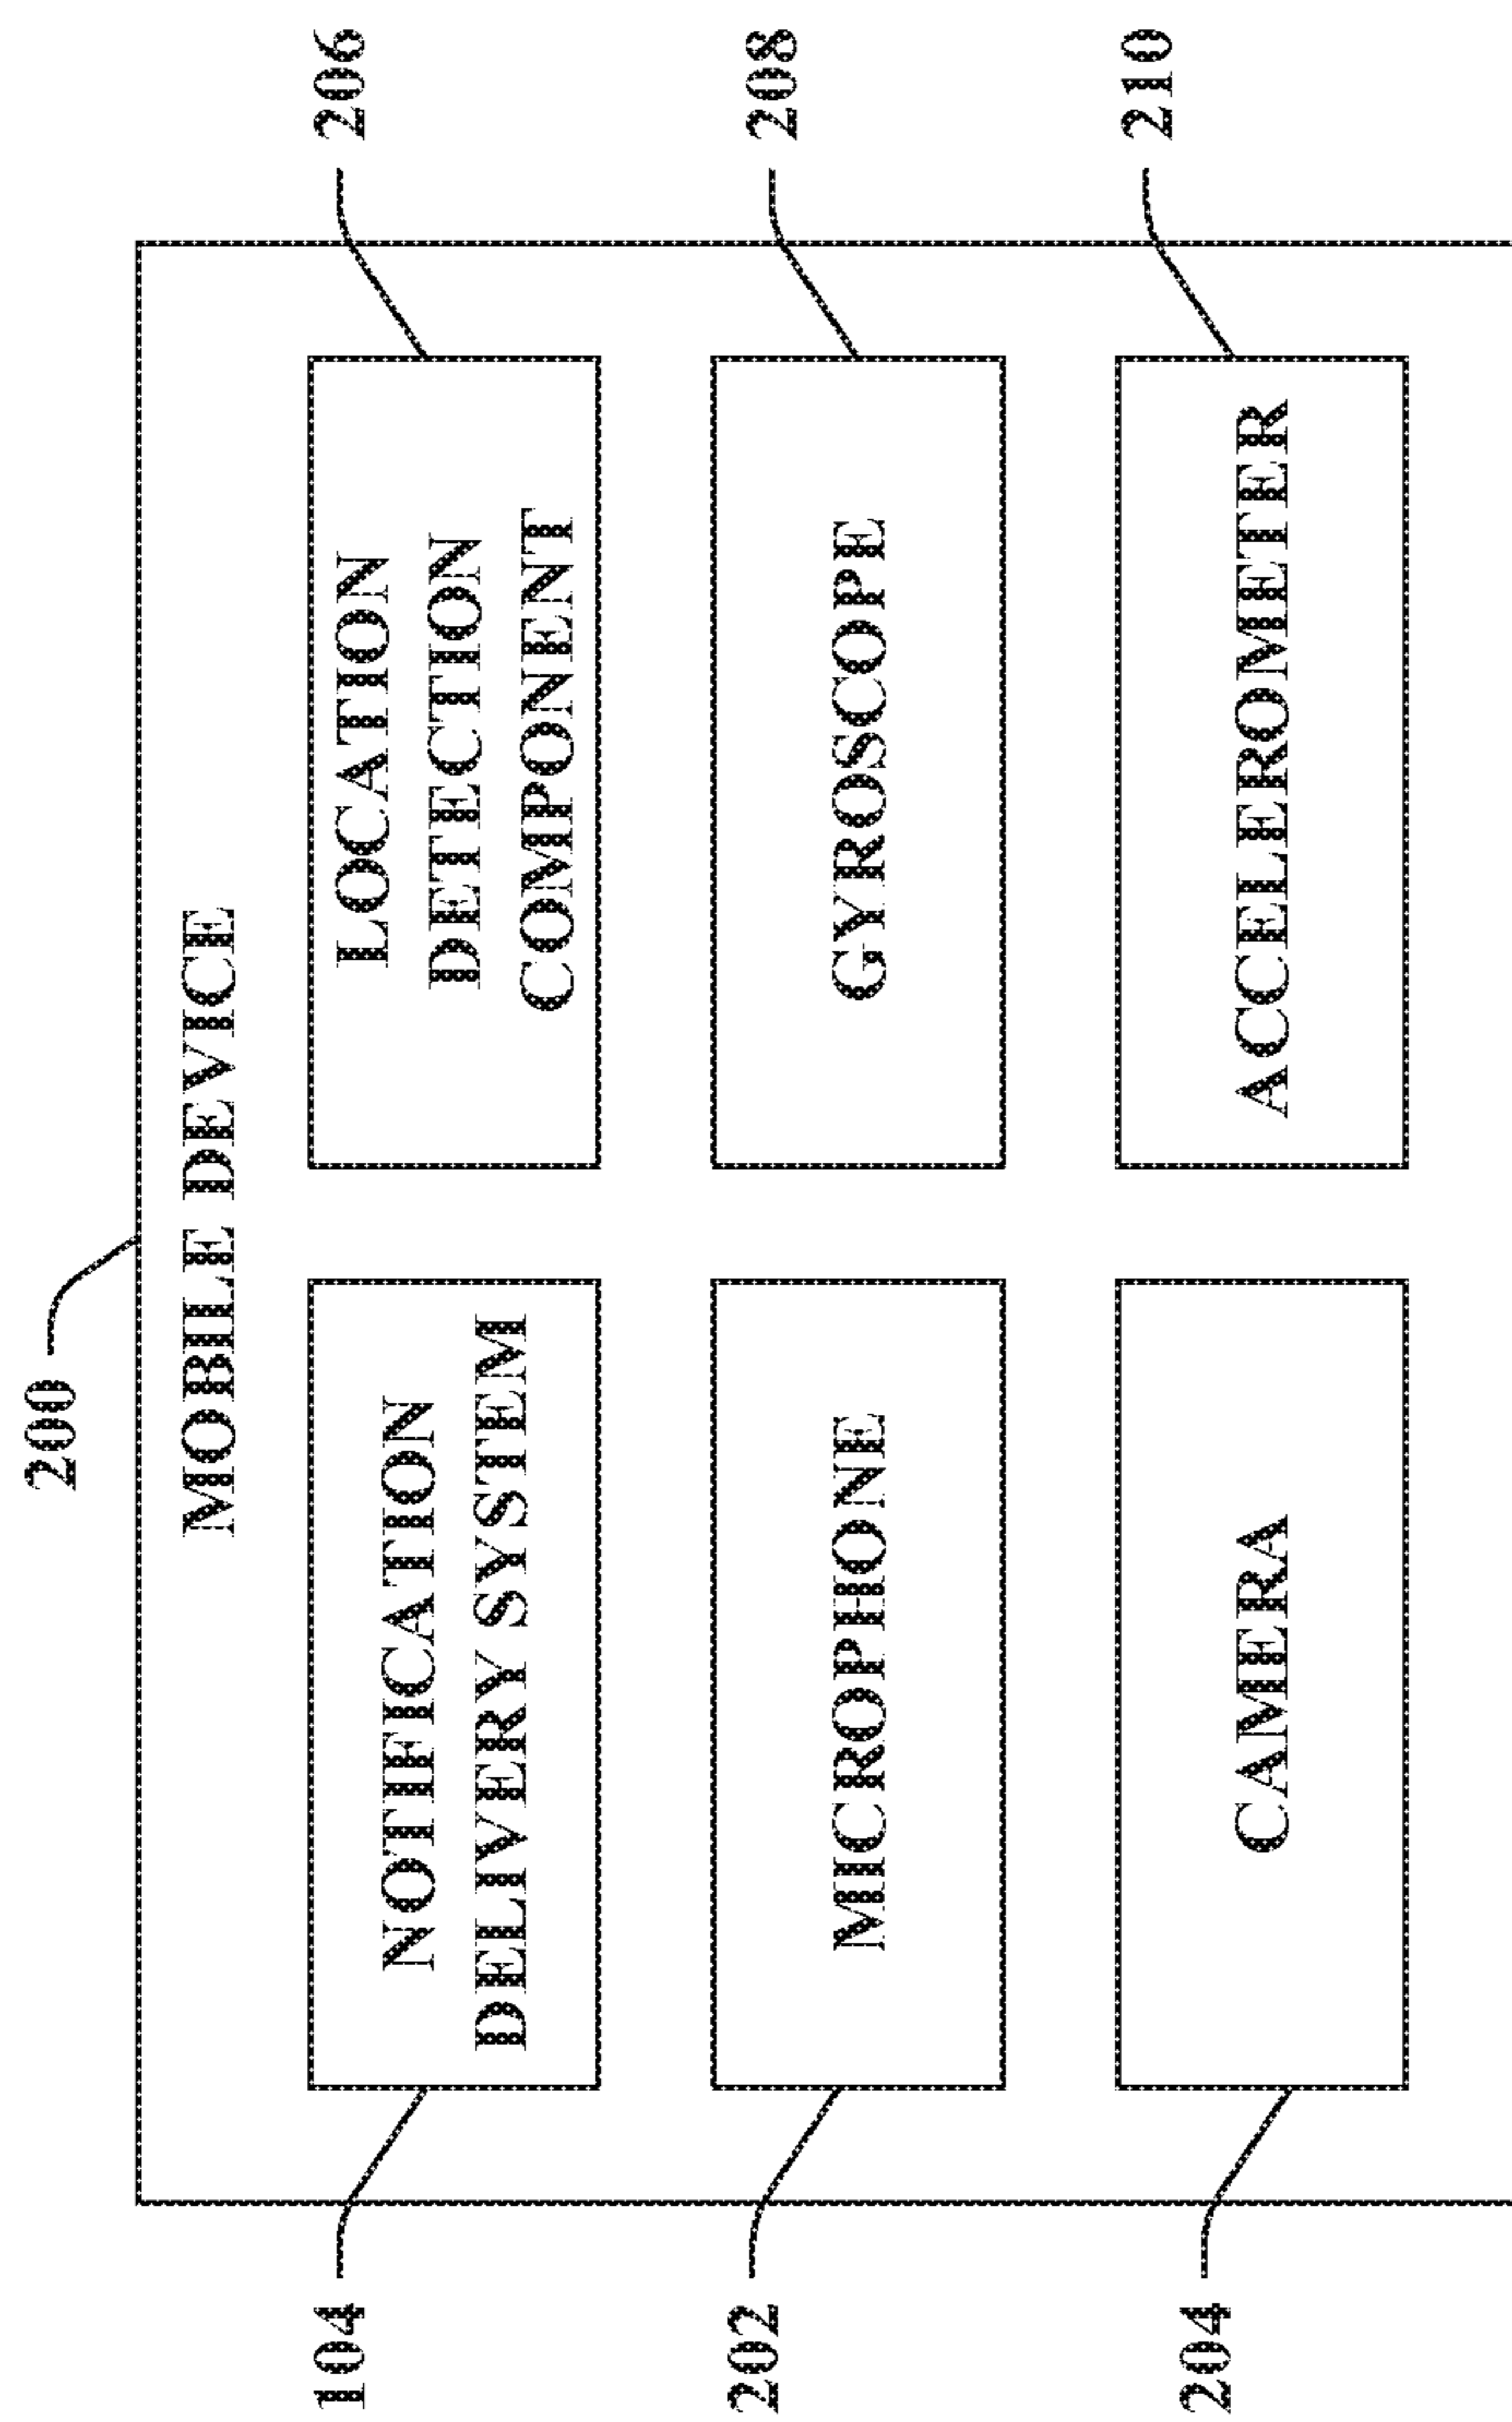 200
MOBILE DEVICE
104
NOTIFICATION
DELIVERY SYSTEM
LOCATION
DETECTION
COMPONENT
206
202
MICROPHONE
GYROSCOPE
208
204
CAMERA
ACCELEROMETER
210